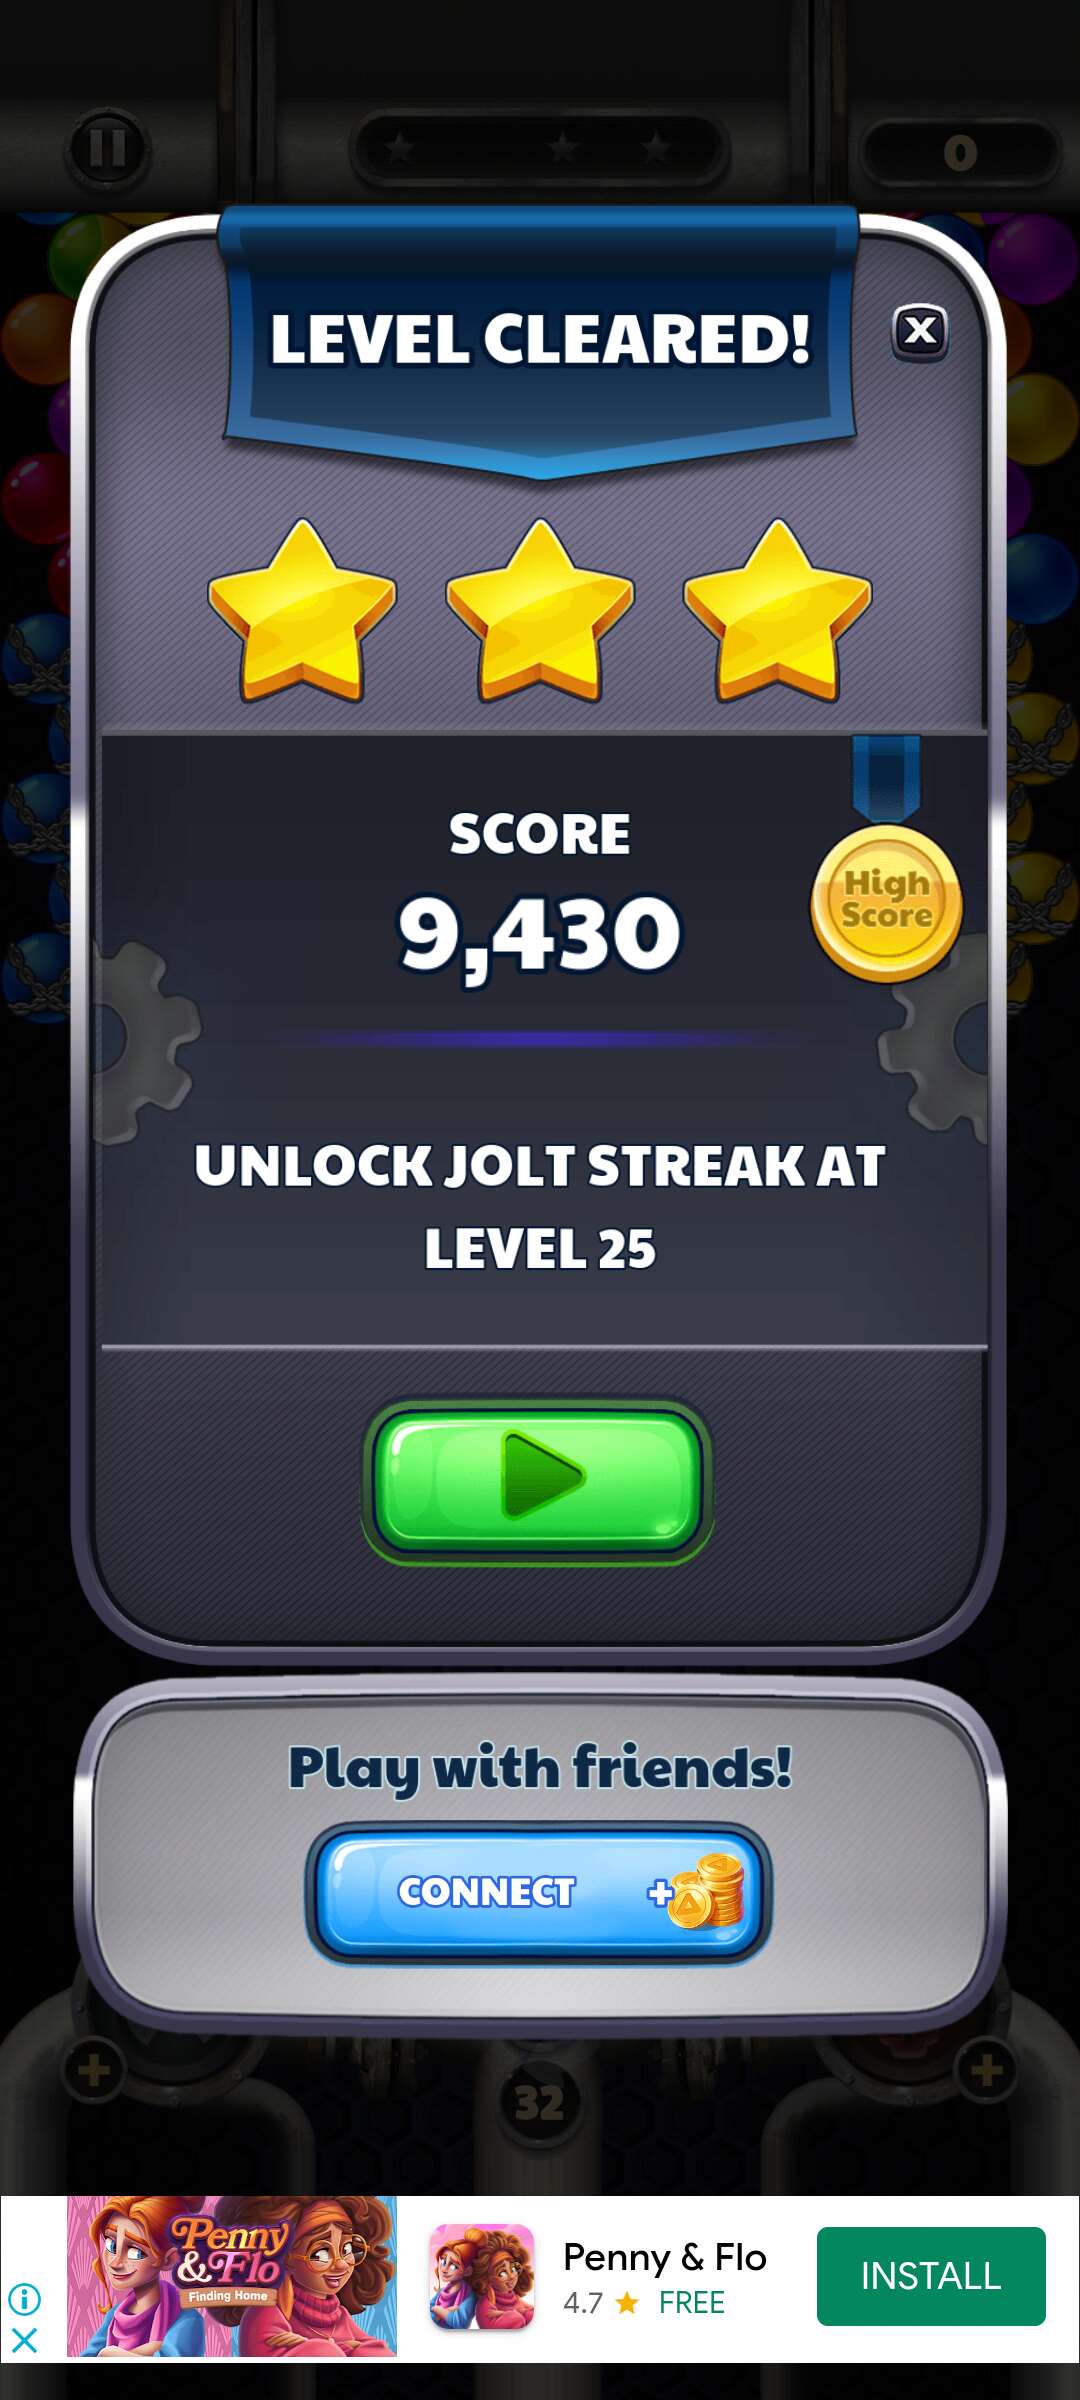 0
LEVEL CLEARED!
X
SCORE
9,430
High
Score
UNLOCK JOLT STREAK AT
LEVEL 25
Play with friends!
CONNECT +
+
+
32
Penny
& Flo
Finding Home
Penny & Flo
4.7 ★ FREE
INSTALL